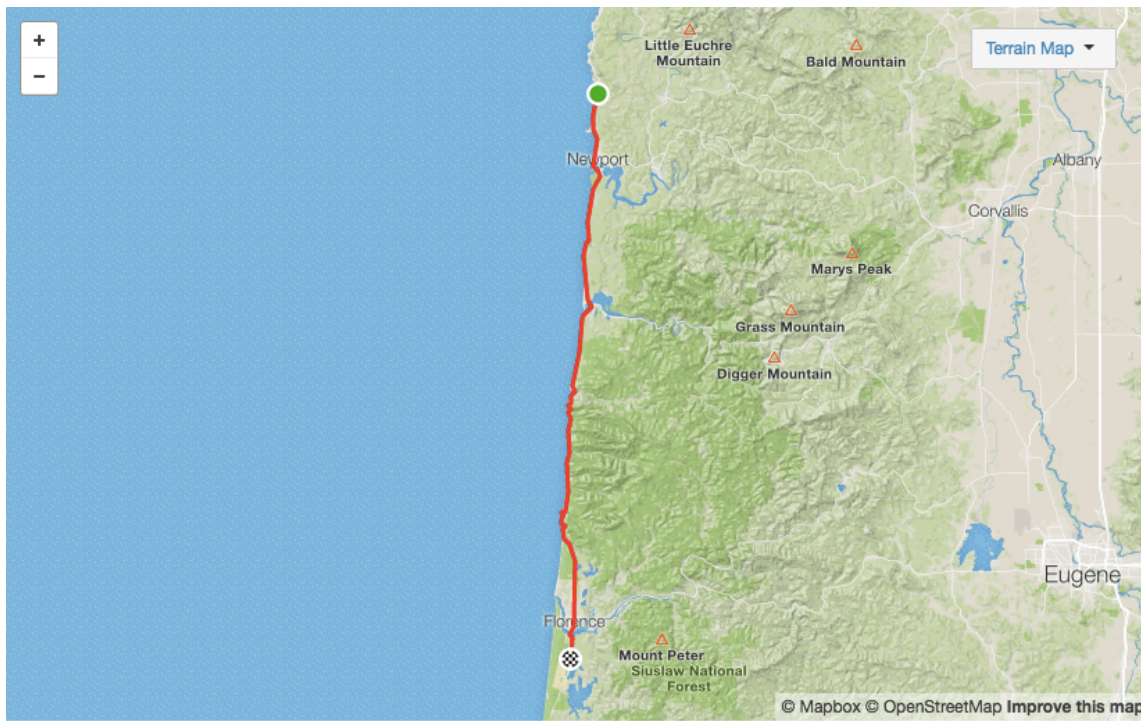 +
−
Little Euchre
Mountain
Bald Mountain
Terrain Map
Newport
Albany
Corvallis
Marys Peak
Grass Mountain
Digger Mountain
Eugene
Florence
Mount Peter
Siuslaw National
Forest
© Mapbox © OpenStreetMap Improve this map